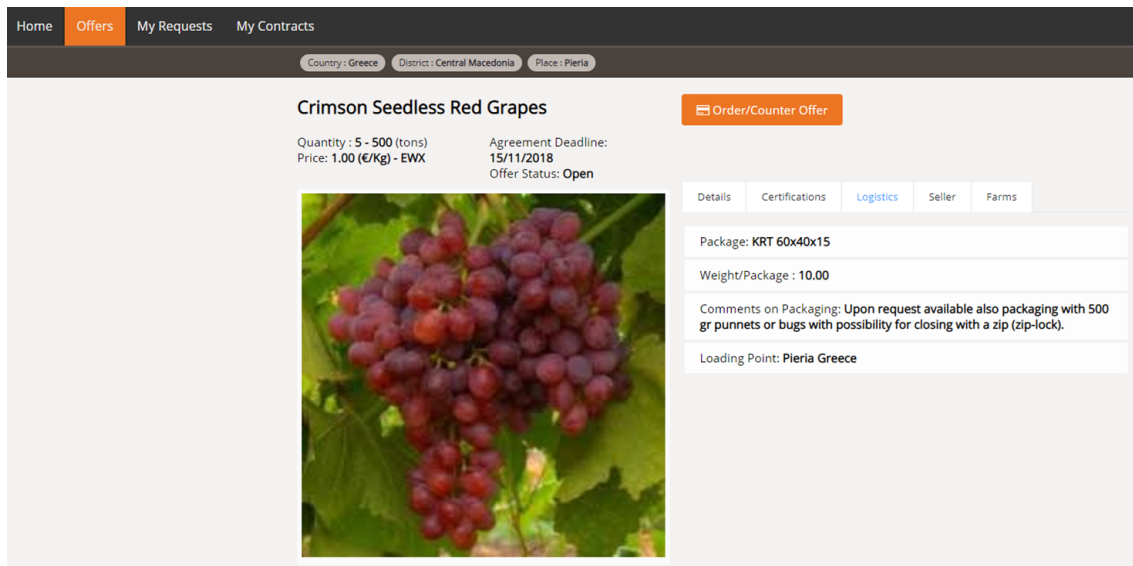 Home Offers My Requests My Contracts
Country : Greece District : Central Macedonia Place : Pieria
Crimson Seedless Red Grapes
Order/Counter Offer
Quantity : 5 - 500 (tons)
Price: 1.00 (€/Kg) - EWX
Agreement Deadline:
15/11/2018
Offer Status: Open
Details Certifications Logistics Seller Farms
Package: KRT 60x40x15
Weight/Package : 10.00
Comments on Packaging: Upon request available also packaging with 500
gr punnets or bugs with possibility for closing with a zip (zip-lock).
Loading Point: Pieria Greece